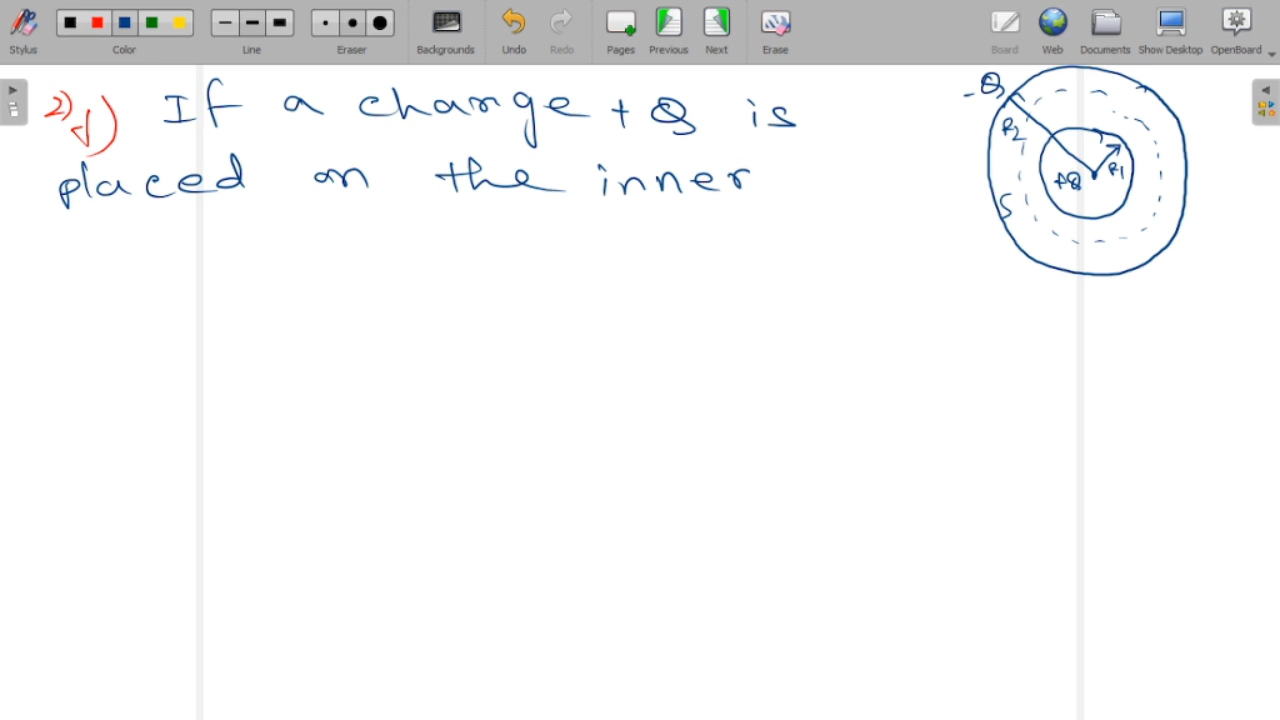 Stylus
Color
Line
Eraser
Backgrounds
Undo
Redo
Pages
Previous
Next
Erase
Board
Web
Documents
Show Desktop
OpenBoard
2) √) If a charge +Q is
placed on the inner
-Q
R2
+Q
R1
S